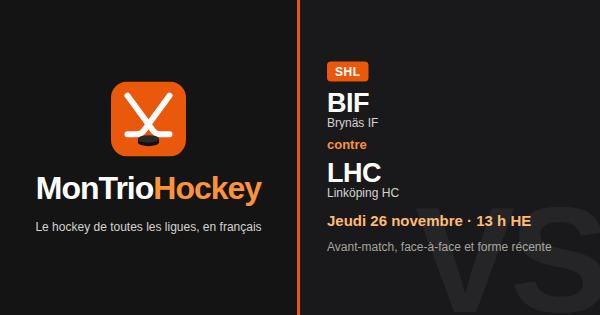 MonTrioHockey
Le hockey de toutes les ligues, en français
SHL
BIF
Brynäs IF
contre
LHC
Linköping HC
Jeudi 26 novembre · 13 h HE
Avant-match, face-à-face et forme récente
VS